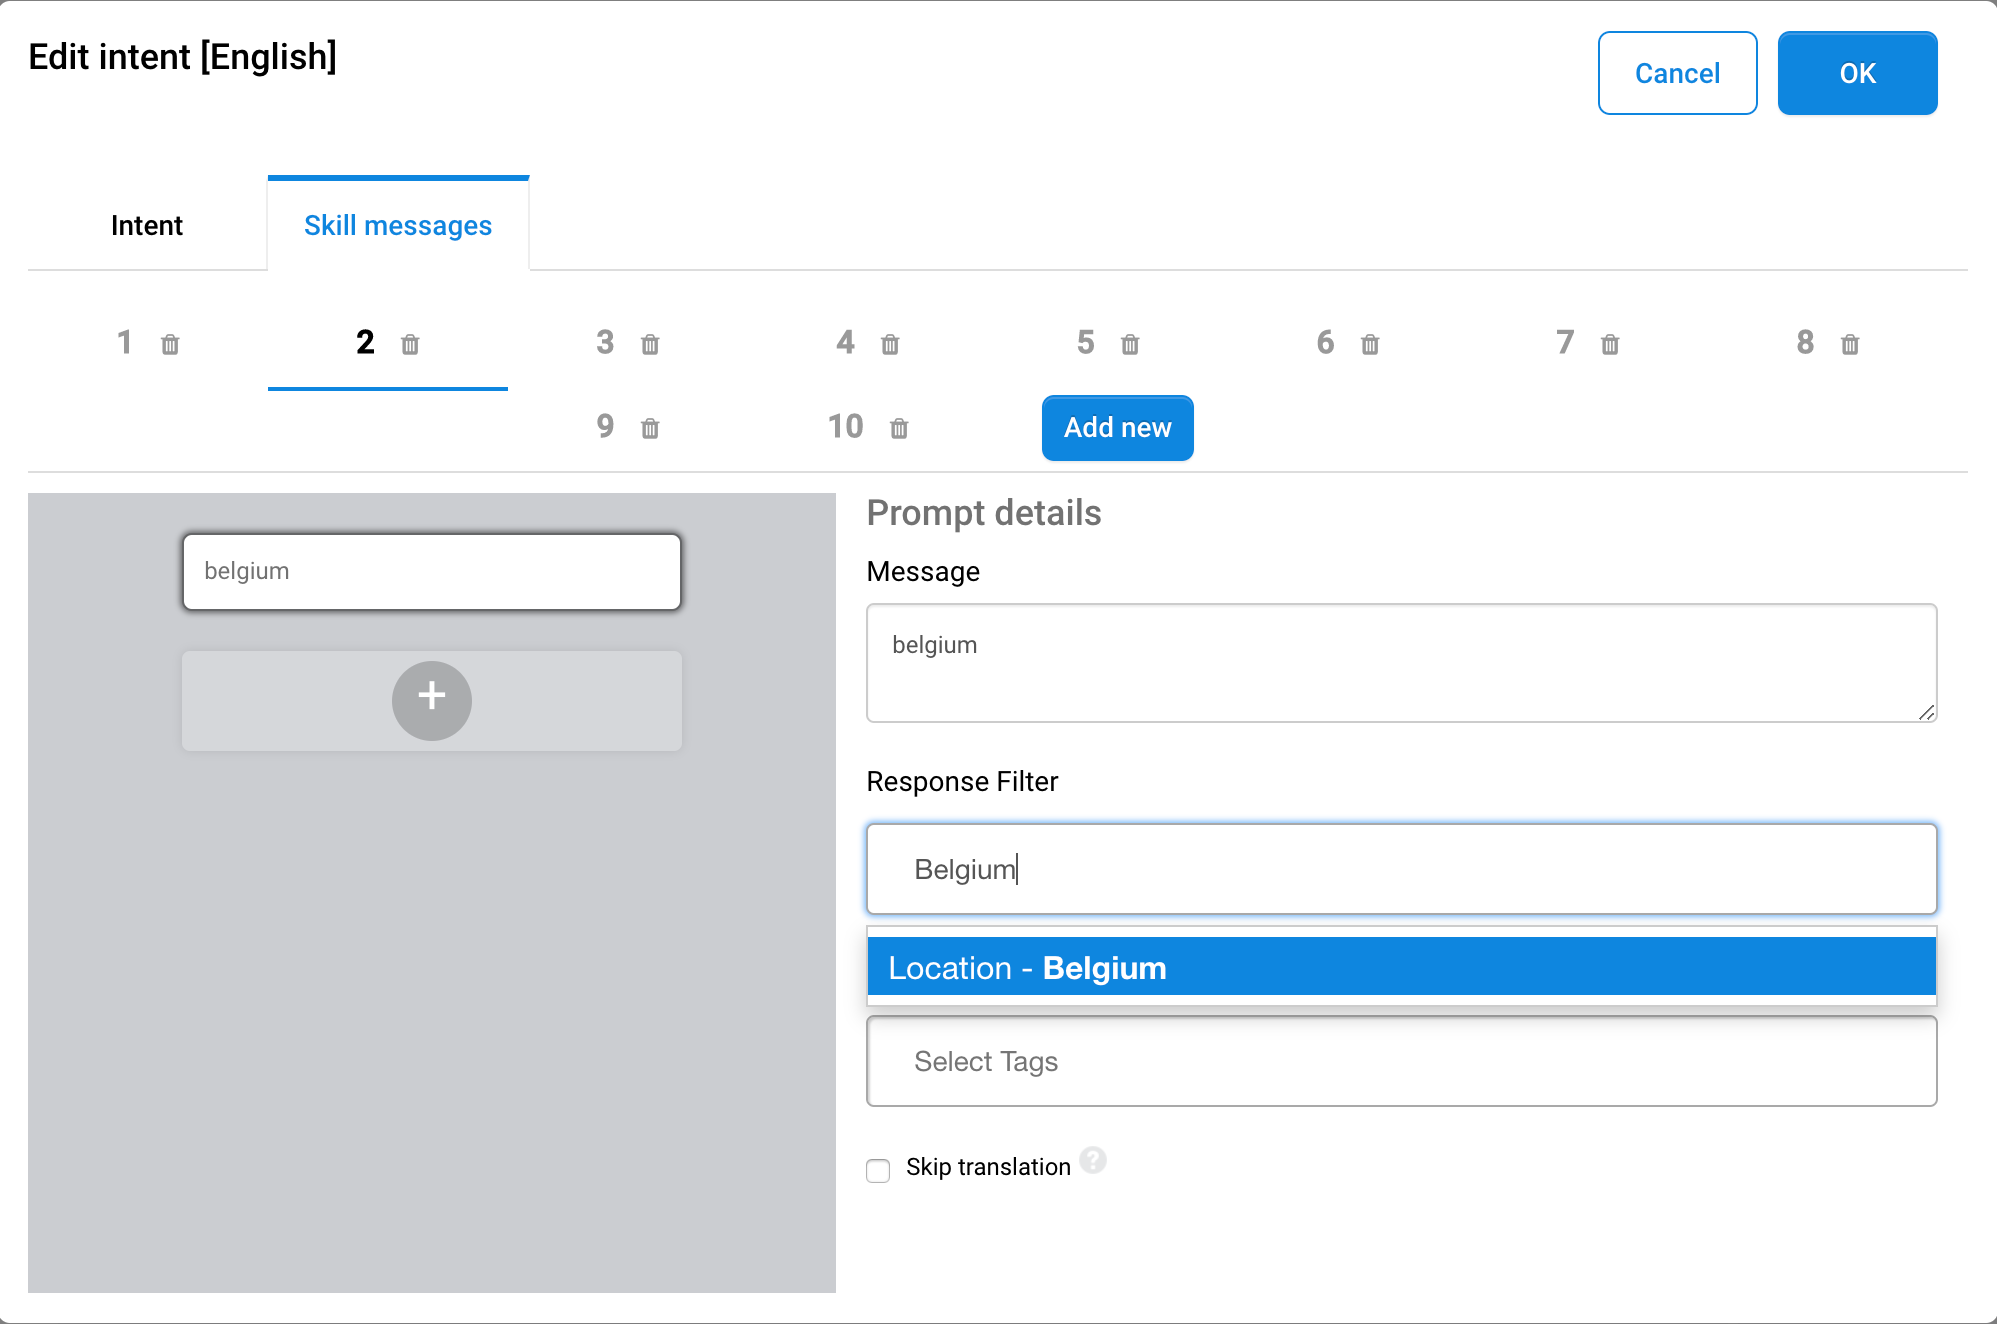 Edit intent [English]
Cancel
OK
Intent
Skill messages
1
2
3
4
5
6
7
8
9
10
Add new
belgium
+
Prompt details
Message
belgium
Response Filter
Belgium
Location - Belgium
Select Tags
Skip translation ?